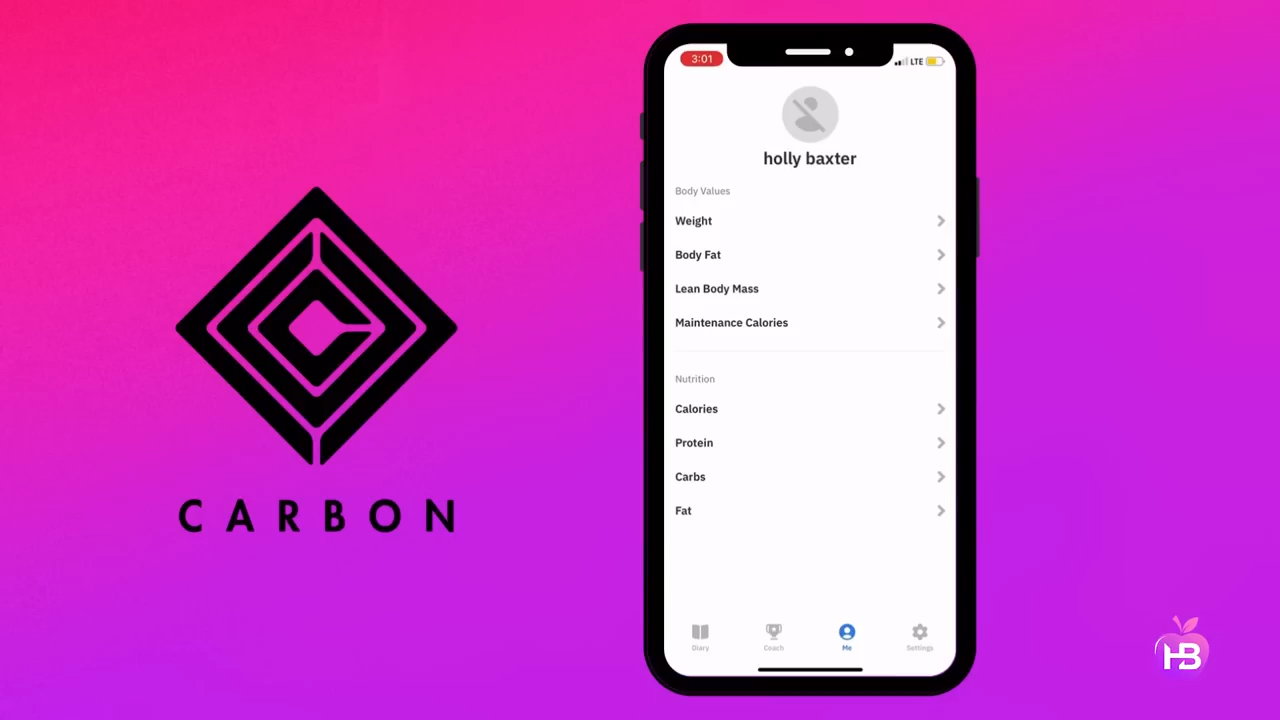 CARBON
3:01
LTE
holly baxter
Body Values
Weight
Body Fat
Lean Body Mass
Maintenance Calories
Nutrition
Calories
Protein
Carbs
Fat
Diary
Coach
Me
Settings
HB